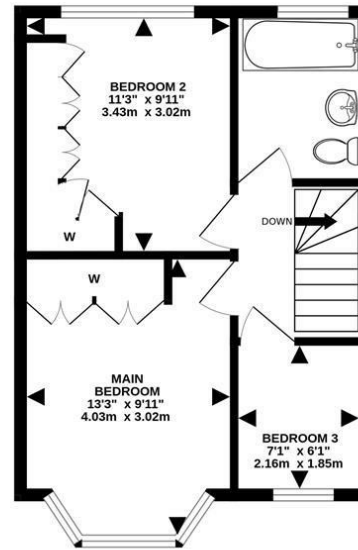 BEDROOM 2
11'3" x 9'11"
3.43m x 3.02m
DOWN
W
W
MAIN
BEDROOM
13'3" x 9'11"
4.03m x 3.02m
BEDROOM 3
7'1" x 6'1"
2.16m x 1.85m